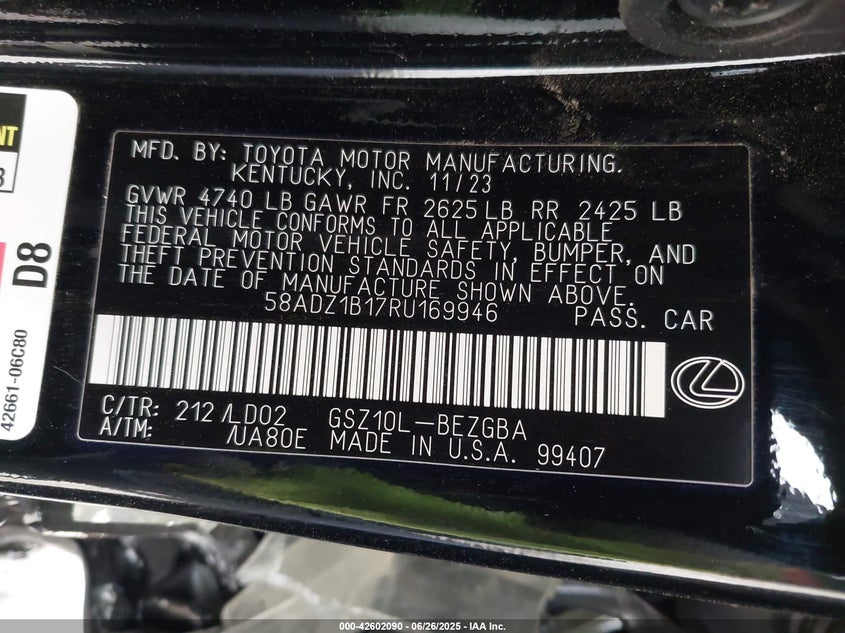 MFD. BY: TOYOTA MOTOR MANUFACTURING.
KENTUCKY, INC. 11/23
GVWR 4740 LB GAWR FR 2625 LB RR 2425 LB
THIS VEHICLE CONFORMS TO ALL APPLICABLE
FEDERAL MOTOR VEHICLE SAFETY, BUMPER, AND
THEFT PREVENTION STANDARDS IN EFFECT ON
THE DATE OF MANUFACTURE SHOWN ABOVE.
58ADZ1B17RU169946 PASS. CAR
C/TR: 212/LD02 GSZ10L-BEZGBA
A/TM: /UA80E MADE IN U.S.A. 99407
D8
42661-06C80
000-42602090 - 06/26/2025 - IAA Inc.